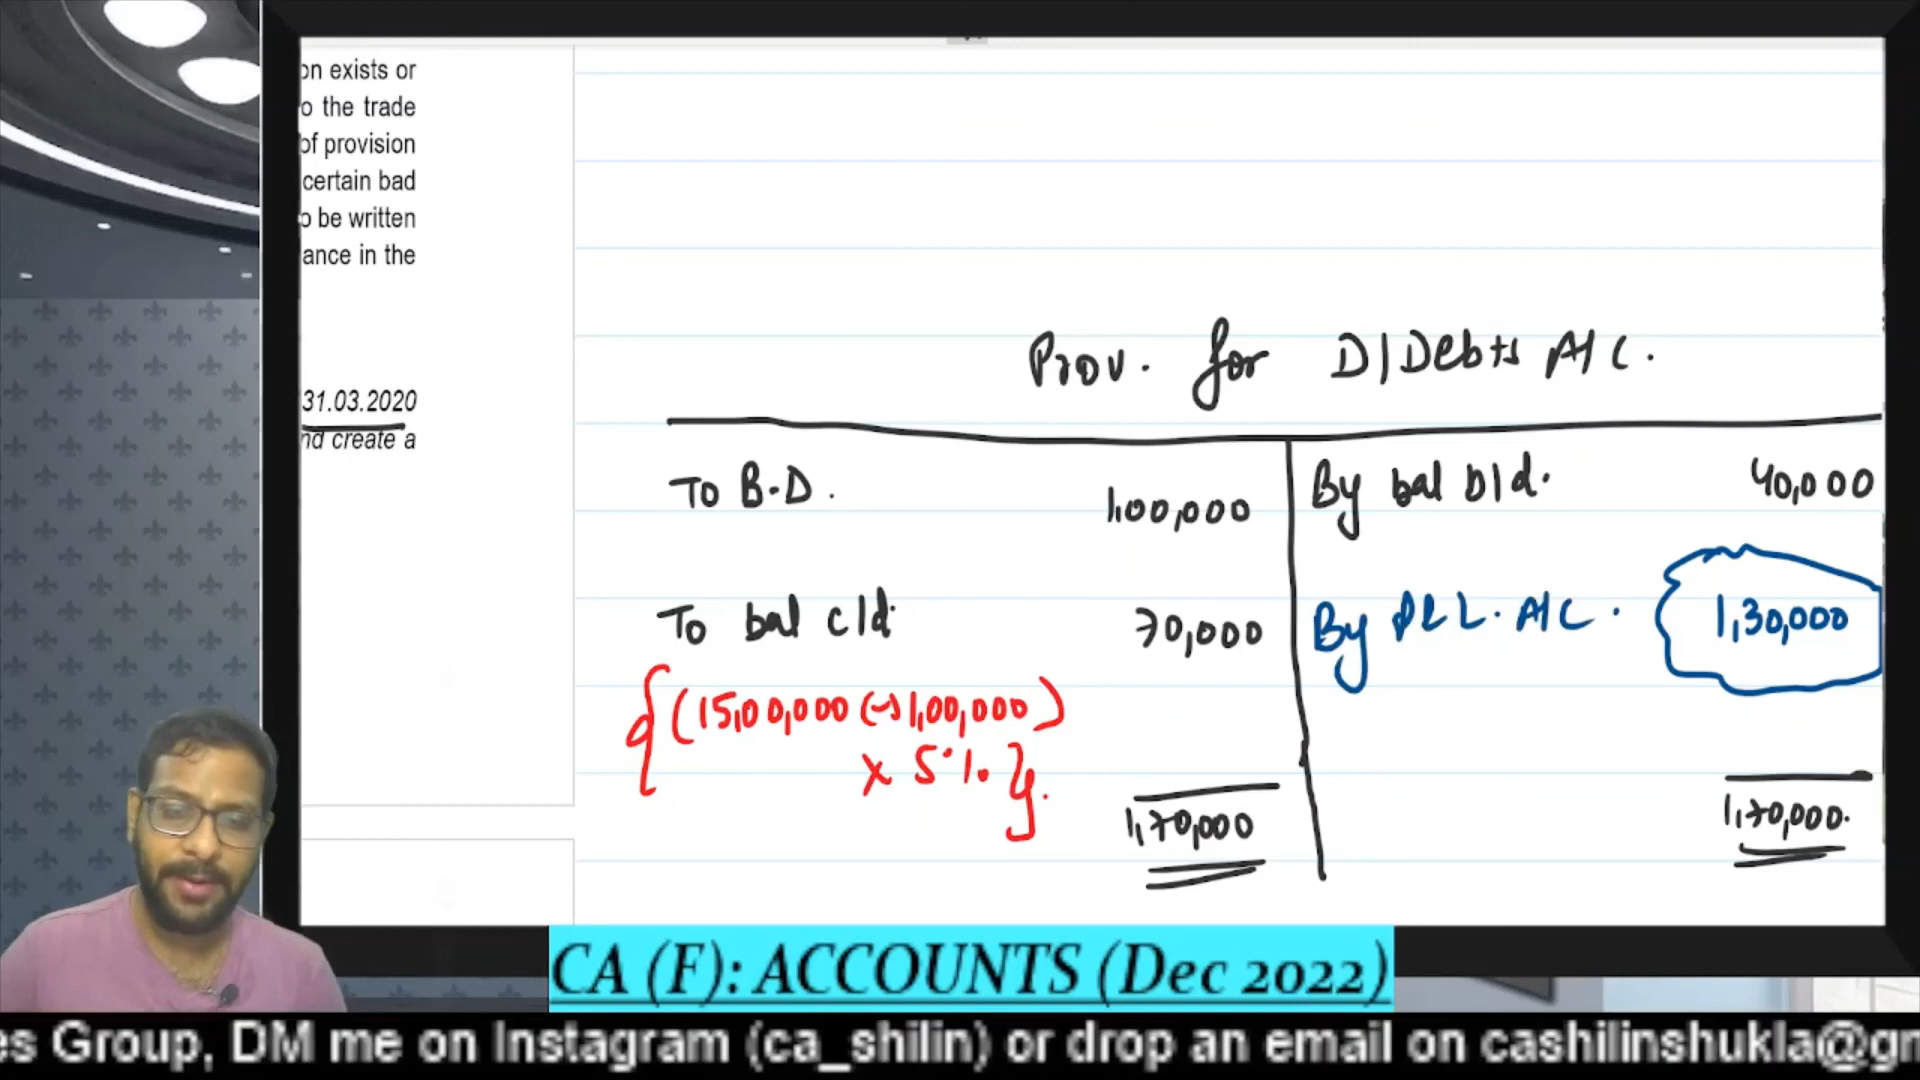 on exists or
o the trade
of provision
certain bad
o be written
ance in the
31.03.2020
nd create a
Prov. for D/Debts A/C.
To B.D. 1,00,000 By bal b/d. 40,000
To bal c/d 70,000 By P&L. A/C. 1,30,000
{(15,00,000 (-) 1,00,000)
x 5%}.
1,70,000 1,70,000.
CA (F): ACCOUNTS (Dec 2022)
es Group, DM me on Instagram (ca_shilin) or drop an email on cashilinshukla@gm